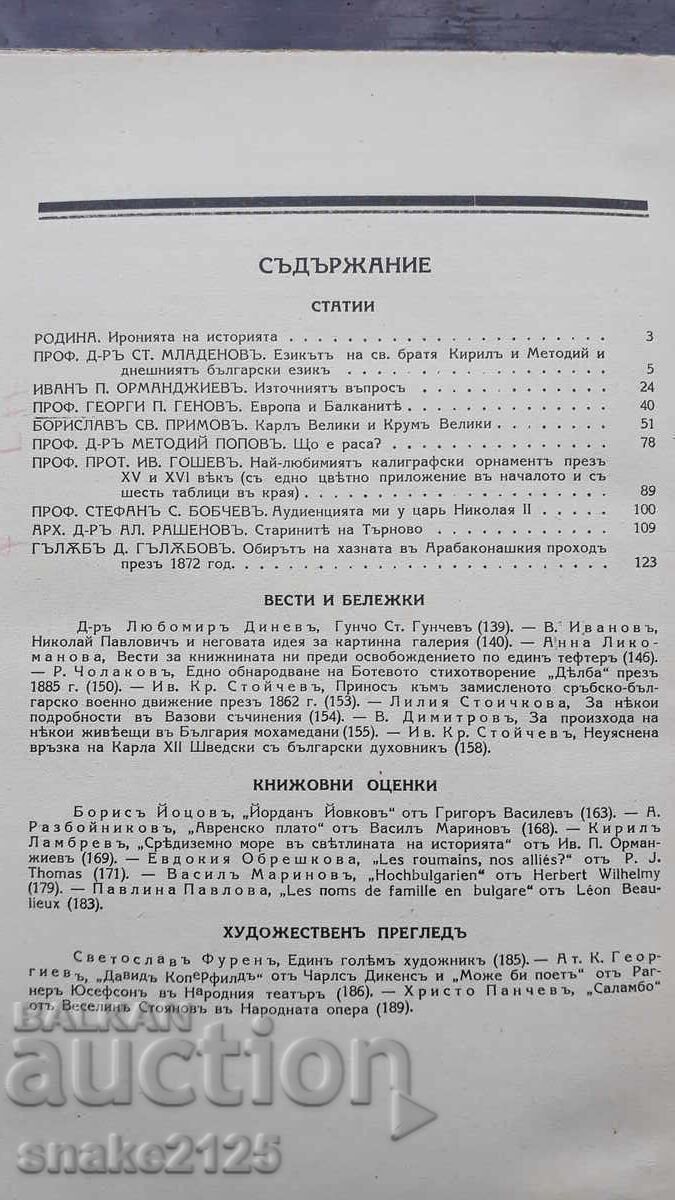 СЪДЪРЖАНИЕ
СТАТИИ
РОДИНА. Иронията на историята . . . . . . . . . . . . . . . . . . 3
ПРОФ. Д-РЪ СТ. МЛАДЕНОВЪ. Езикътъ на св. братя Кирилъ и Методий и
днешниятъ български езикъ . . . . . . . . . . . . . . . . . 5
ИВАНЪ П. ОРМАНДЖИЕВЪ. Източниятъ въпросъ . . . . . . . . . . 24
ПРОФ. ГЕОРГИ П. ГЕНОВЪ. Европа и Балканитѣ . . . . . . . . . . . 40
БОРИСЛАВЪ СВ. ПРИМОВЪ. Карлъ Велики и Крумъ Велики . . . . . . 51
ПРОФ. Д-РЪ МЕТОДИЙ ПОПОВЪ. Що е раса? . . . . . . . . . . . . 78
ПРОФ. ПРОТ. ИВ. ГОШЕВЪ. Най-любимиятъ калиграфски орнаментъ презъ
XV и XVI вѣкъ (съ едно цвѣтно приложение въ началото и съ
шесть таблици въ края) . . . . . . . . . . . . . . . . . . 89
ПРОФ. СТЕФАНЪ С. БОБЧЕВЪ. Аудиенцията ми у царь Николая II . . . . . 100
АРХ. Д-РЪ АЛ. РАШЕНОВЪ. Старинитѣ на Търново . . . . . . . . . . 109
ГЪЛѪБЪ Д. ГЪЛѪБОВЪ. Обирътъ на хазната въ Арабаконашкия проходъ
презъ 1872 год. . . . . . . . . . . . . . . . . . . . . . 123
ВЕСТИ И БЕЛЕЖКИ
Д-ръ Любомиръ Диневъ, Гунчо Ст. Гунчевъ (139). — В. Ивановъ,
Николай Павловичъ и неговата идея за картинна галерия (140). — Анна Лико-
манова, Вести за книжнината ни преди освобождението по единъ тефтеръ (146).
— Р. Чолаковъ, Едно обнародване на Ботевото стихотворение „Дѣлба“ презъ
1885 г. (150). — Ив. Кр. Стойчевъ, Приносъ къмъ замисленото сръбско-бъл-
гарско военно движение презъ 1862 г. (153). — Лилия Стоичкова, За нѣкои
подробности въ Вазови съчинения (154). — В. Димитровъ, За произхода на
нѣкои живѣещи въ България мохамедани (155). — Ив. Кр. Стойчевъ, Неуяснена
връзка на Карла XII Шведски съ български духовникъ (158).
КНИЖОВНИ ОЦЕНКИ
Борисъ Йоцовъ, „Йорданъ Йовковъ“ отъ Григоръ Василевъ (163). — А.
Разбойниковъ, „Авренско плато“ отъ Василъ Мариновъ (168). — Кирилъ
Ламбревъ, „Срѣдиземно море въ свѣтлината на историята“ отъ Ив. П. Орман-
жиевъ (169). — Евдокия Обрешкова, „Les roumains, nos alliés?“ отъ P. J.
Thomas (171). — Василъ Мариновъ, „Hochbulgarien“ отъ Herbert Wilhelmy
(179). — Павлина Павлова, „Les noms de famille en bulgare“ отъ Léon Beau-
lieux (183).
ХУДОЖЕСТВЕНЪ ПРЕГЛЕДЪ
Светославъ Фуренъ, Единъ голѣмъ художникъ (185). — Ат. К. Геор-
гиевъ, „Давидъ Коперфилдъ“ отъ Чарлсъ Дикенсъ и „Може би поетъ“ отъ Раг-
неръ Юсефсонъ въ Народния театъръ (186). — Христо Панчевъ, „Саламбо“
отъ Веселинъ Стояновъ въ Народната опера (189).
BALKAN
auction
snake2125